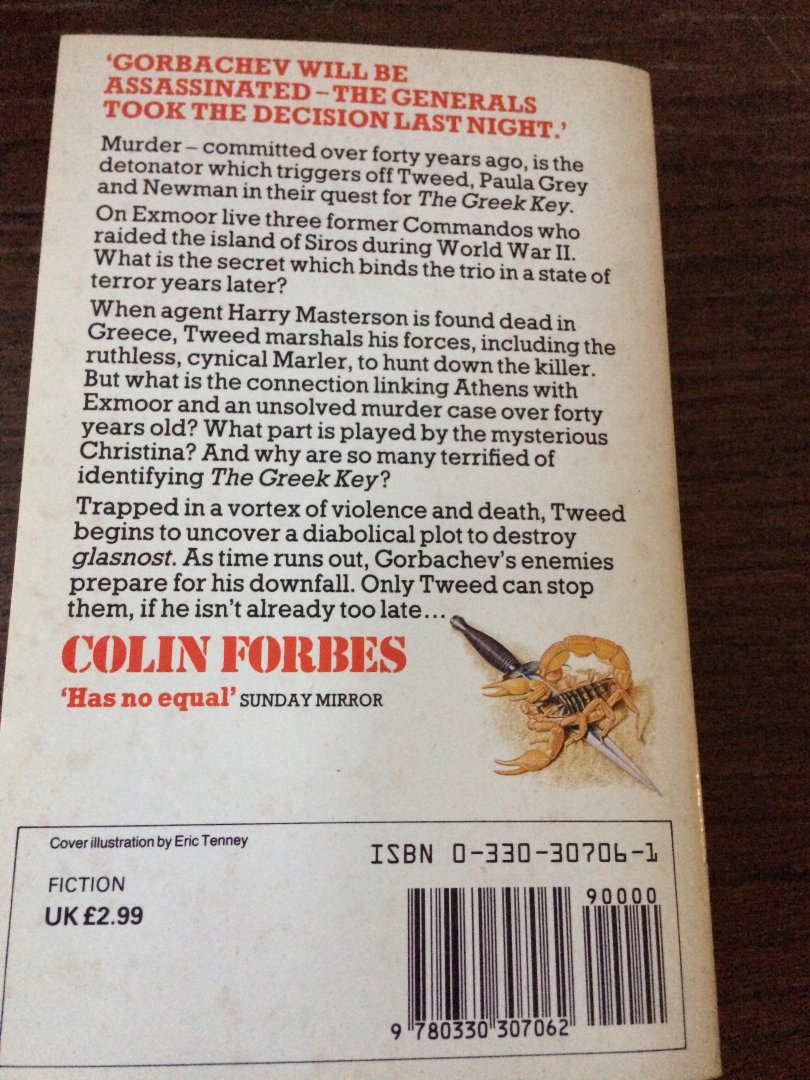 ‘GORBACHEV WILL BE
ASSASSINATED – THE GENERALS
TOOK THE DECISION LAST NIGHT.’
Murder – committed over forty years ago, is the
detonator which triggers off Tweed, Paula Grey
and Newman in their quest for The Greek Key.
On Exmoor live three former Commandos who
raided the island of Siros during World War II.
What is the secret which binds the trio in a state of
terror years later?
When agent Harry Masterson is found dead in
Greece, Tweed marshals his forces, including the
ruthless, cynical Marler, to hunt down the killer.
But what is the connection linking Athens with
Exmoor and an unsolved murder case over forty
years old? What part is played by the mysterious
Christina? And why are so many terrified of
identifying The Greek Key?
Trapped in a vortex of violence and death, Tweed
begins to uncover a diabolical plot to destroy
glasnost. As time runs out, Gorbachev’s enemies
prepare for his downfall. Only Tweed can stop
them, if he isn’t already too late...
COLIN FORBES
‘Has no equal’ SUNDAY MIRROR
Cover illustration by Eric Tenney
FICTION
UK £2.99
ISBN 0-330-30706-1
90000
9 780330 307062